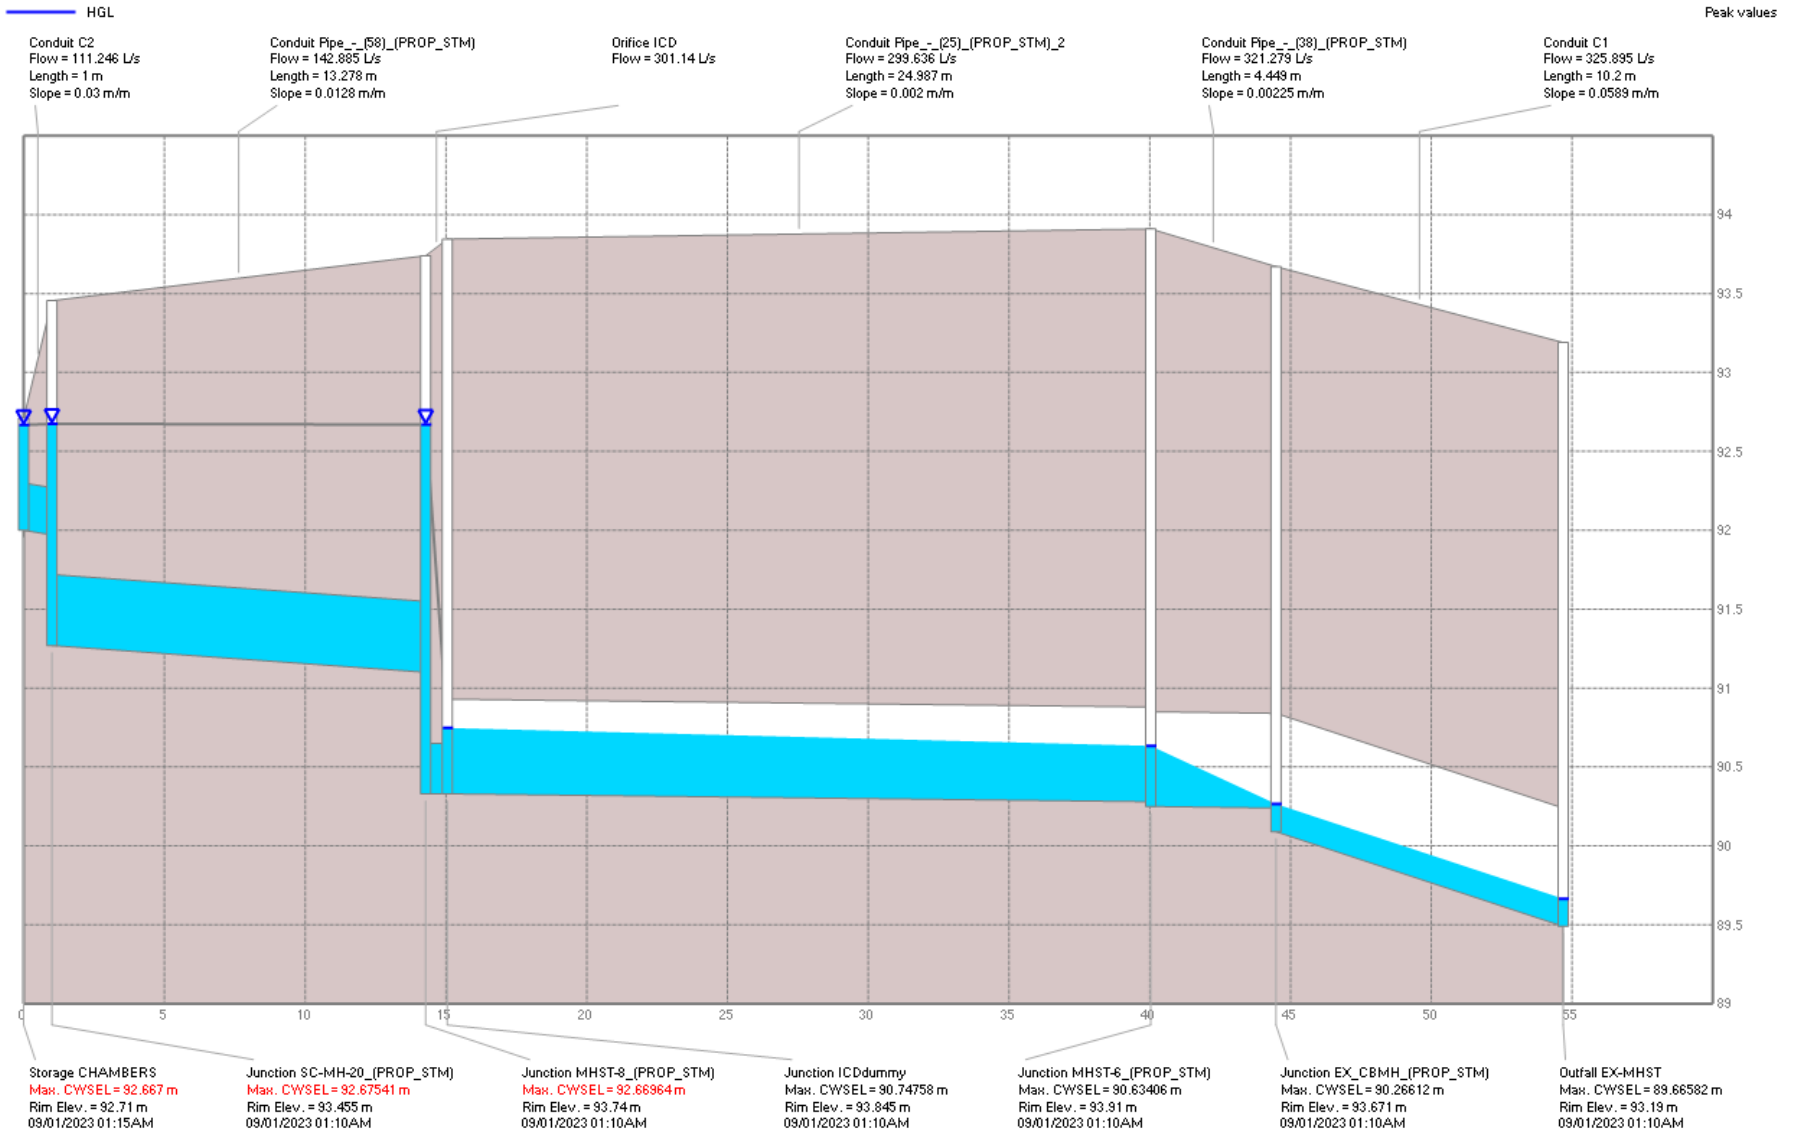 HGL
Peak values
Conduit C2
Flow = 111.246 L/s
Length = 1 m
Slope = 0.03 m/m
Conduit Pipe_-_(58)_(PROP_STM)
Flow = 142.885 L/s
Length = 13.278 m
Slope = 0.0128 m/m
Orifice ICD
Flow = 301.14 L/s
Conduit Pipe_-_(25)_(PROP_STM)_2
Flow = 299.636 L/s
Length = 24.987 m
Slope = 0.002 m/m
Conduit Pipe_-_(38)_(PROP_STM)
Flow = 321.279 L/s
Length = 4.449 m
Slope = 0.00225 m/m
Conduit C1
Flow = 325.895 L/s
Length = 10.2 m
Slope = 0.0589 m/m
94
93.5
93
92.5
92
91.5
91
90.5
90
89.5
89
0
5
10
15
20
25
30
35
40
45
50
55
Storage CHAMBERS
Max. CWSEL = 92.667 m
Rim Elev. = 92.71 m
09/01/2023 01:15AM
Junction SC-MH-20_(PROP_STM)
Max. CWSEL = 92.67541 m
Rim Elev. = 93.455 m
09/01/2023 01:10AM
Junction MHST-8_(PROP_STM)
Max. CWSEL = 92.66964 m
Rim Elev. = 93.74 m
09/01/2023 01:10AM
Junction ICDdummy
Max. CWSEL = 90.74758 m
Rim Elev. = 93.845 m
09/01/2023 01:10AM
Junction MHST-6_(PROP_STM)
Max. CWSEL = 90.63406 m
Rim Elev. = 93.91 m
09/01/2023 01:10AM
Junction EX_CBMH_(PROP_STM)
Max. CWSEL = 90.26612 m
Rim Elev. = 93.671 m
09/01/2023 01:10AM
Outfall EX-MHST
Max. CWSEL = 89.66582 m
Rim Elev. = 93.19 m
09/01/2023 01:10AM